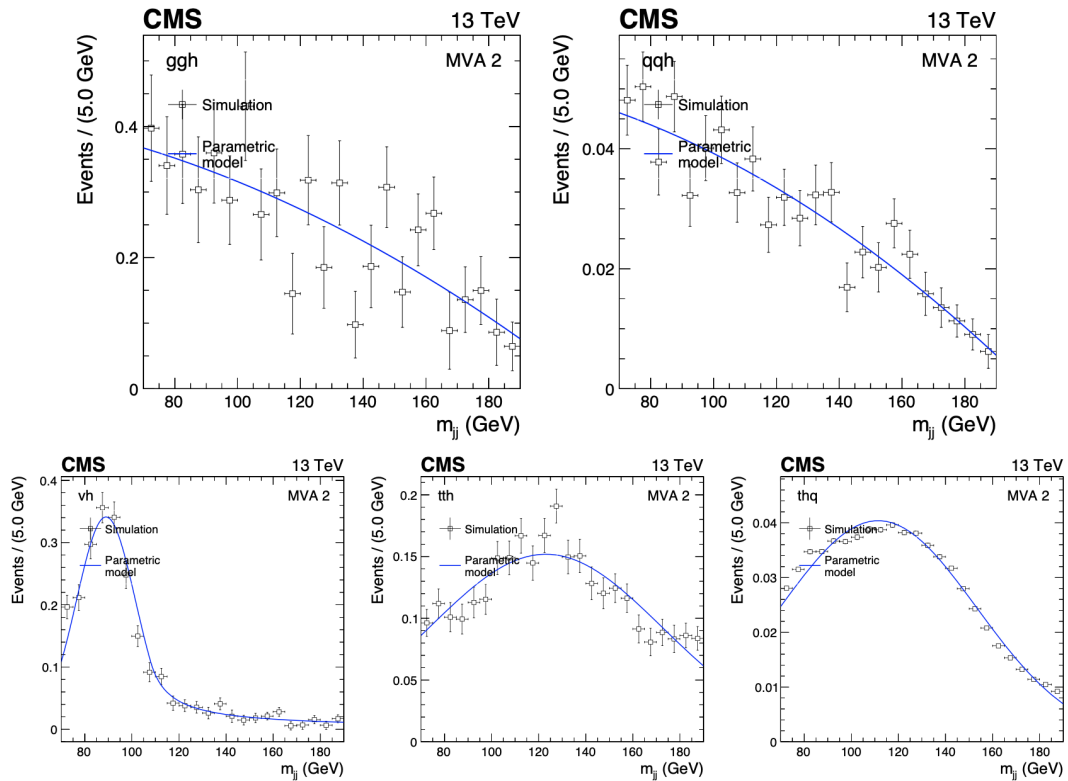 CMS 13 TeV
ggh MVA 2
Simulation
Parametric
model
Events / (5.0 GeV)
0.4
0.2
0
80 100 120 140 160 180
m_jj (GeV)
CMS 13 TeV
qqh MVA 2
Simulation
Parametric
model
Events / (5.0 GeV)
0.04
0.02
0
80 100 120 140 160 180
m_jj (GeV)
CMS 13 TeV
vh MVA 2
Simulation
Parametric
model
Events / (5.0 GeV)
0.4
0.3
0.2
0.1
0
80 100 120 140 160 180
m_jj (GeV)
CMS 13 TeV
tth MVA 2
Simulation
Parametric
model
Events / (5.0 GeV)
0.2
0.15
0.1
0.05
0
80 100 120 140 160 180
m_jj (GeV)
CMS 13 TeV
thq MVA 2
Simulation
Parametric
model
Events / (5.0 GeV)
0.04
0.03
0.02
0.01
0
80 100 120 140 160 180
m_jj (GeV)